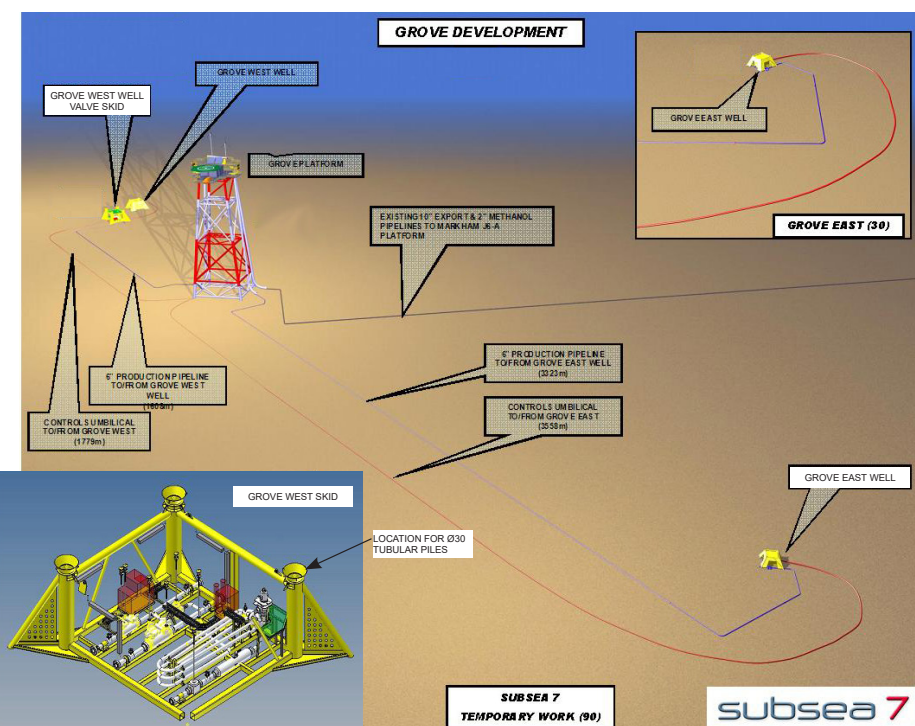 GROVE DEVELOPMENT
GROVE WEST WELL
VALVE SKID
GROVE WEST WELL
GROVE PLATFORM
GROVE EAST WELL
GROVE EAST (30)
EXISTING 10" EXPORT & 2" METHANOL
PIPELINES TO MARKHAM J6-A
PLATFORM
6" PRODUCTION PIPELINE
TO/FROM GROVE WEST
WELL
CONTROLS UMBILICAL
TO/FROM GROVE WEST
(1779m)
6" PRODUCTION PIPELINE
TO/FROM GROVE EAST WELL
(3323m)
CONTROLS UMBILICAL
TO/FROM GROVE EAST
(3558m)
GROVE EAST WELL
GROVE WEST SKID
LOCATION FOR Ø30
TUBULAR PILES
SUBSEA 7
TEMPORARY WORK (90)
subsea 7